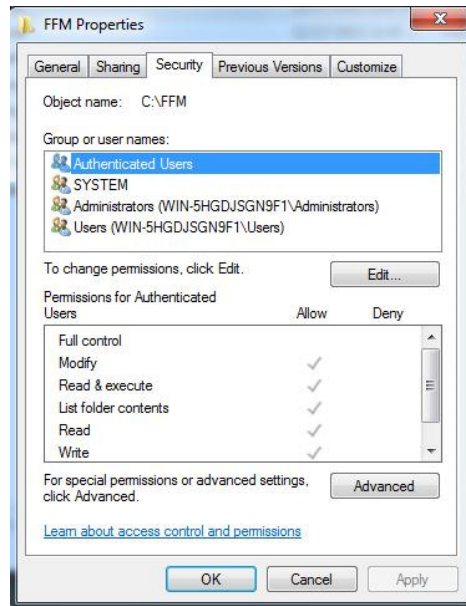 FFM Properties
General Sharing Security Previous Versions Customize
Object name: C:\FFM
Group or user names:
Authenticated Users
SYSTEM
Administrators (WIN-5HGDJSGN9F1\Administrators)
Users (WIN-5HGDJSGN9F1\Users)
To change permissions, click Edit.
Edit...
Permissions for Authenticated
Users Allow Deny
Full control
Modify
Read & execute
List folder contents
Read
Write
For special permissions or advanced settings,
click Advanced.
Advanced
Learn about access control and permissions
OK Cancel Apply